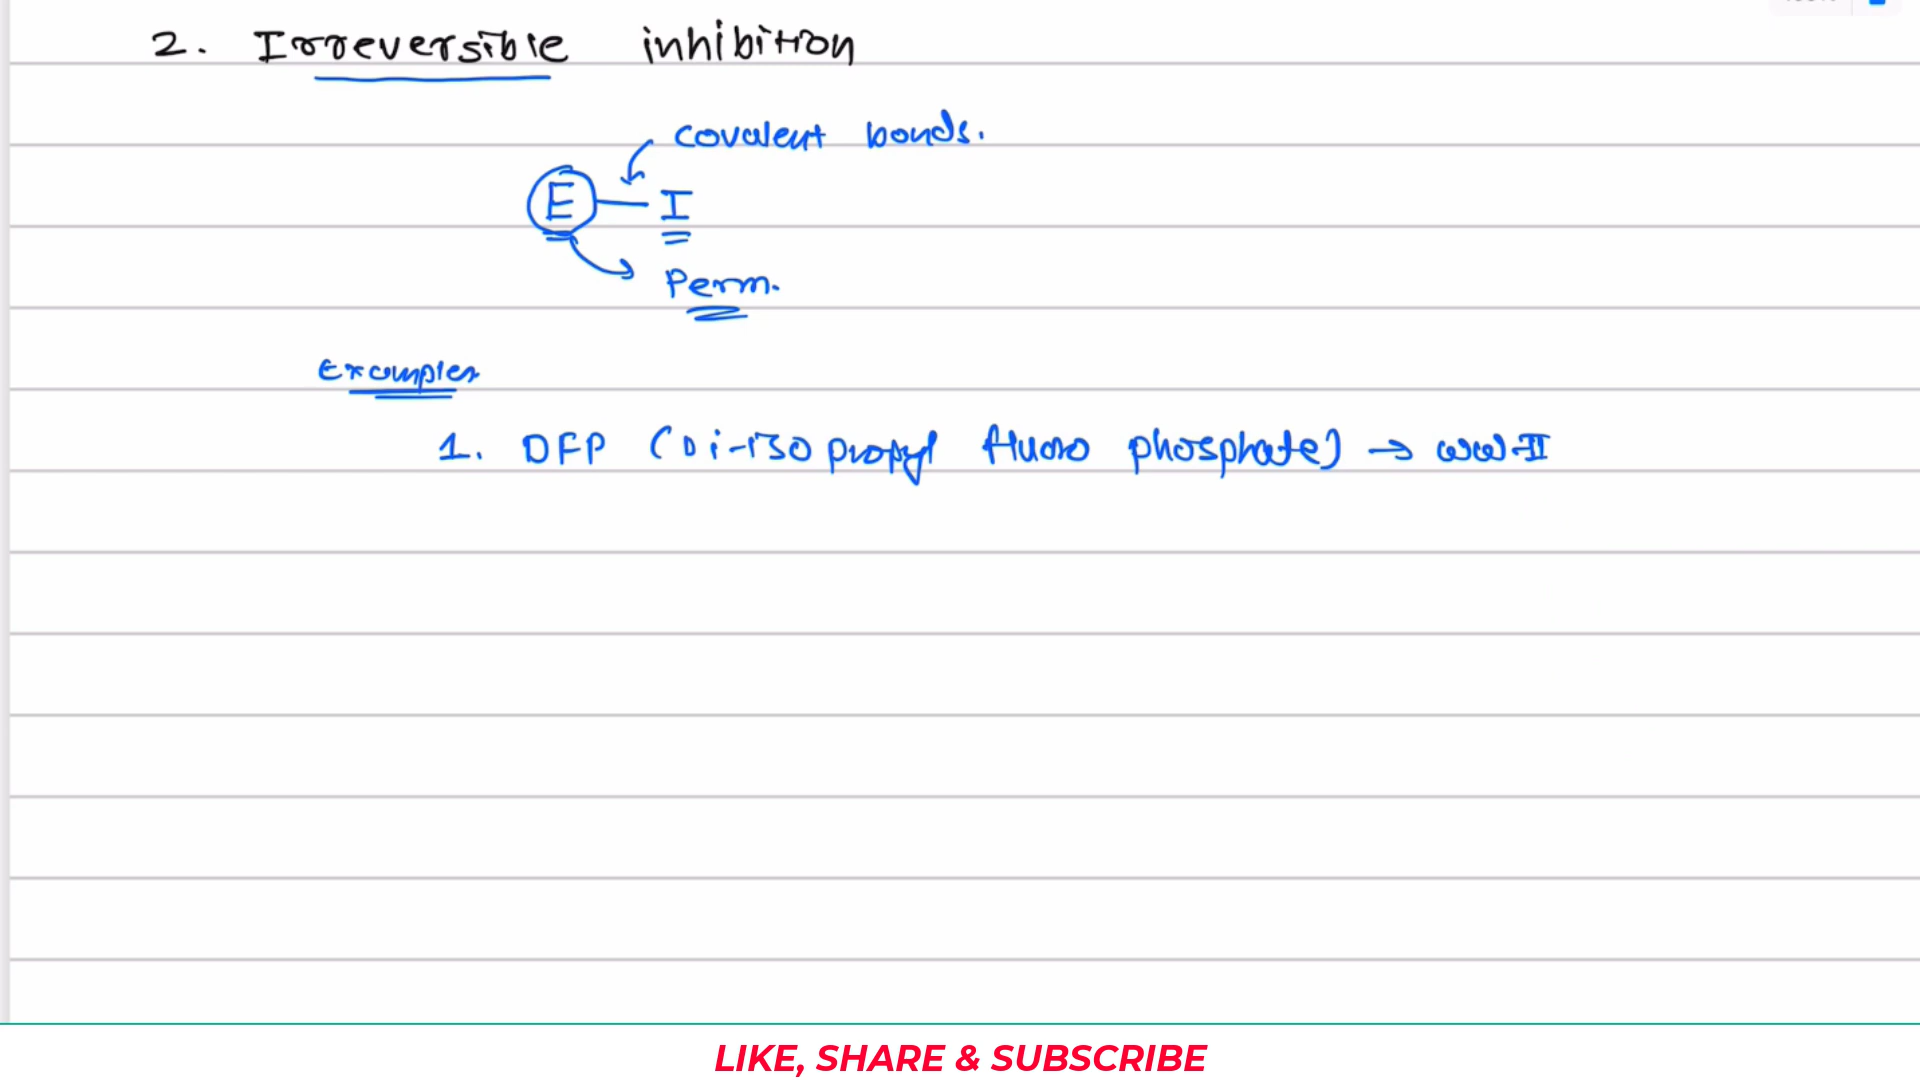 2. Irreversible inhibition
covalent bonds.
E — I
Perm.
Examples
1. DFP (Di-iso propyl fluoro phosphate) → WW-II
LIKE, SHARE & SUBSCRIBE